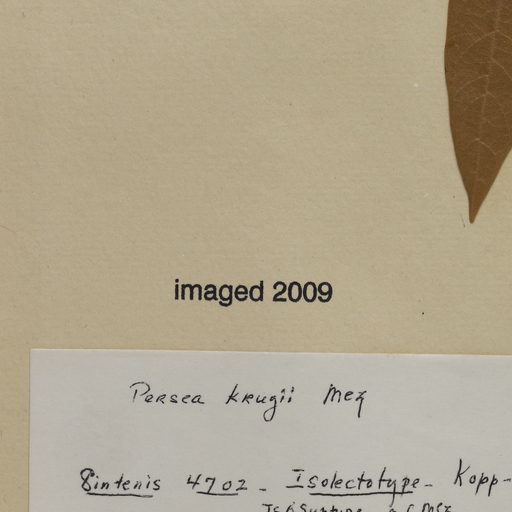 imaged 2009
Persea krugii Mez
Sintenis 4702 - Isolectotype - Kopp-